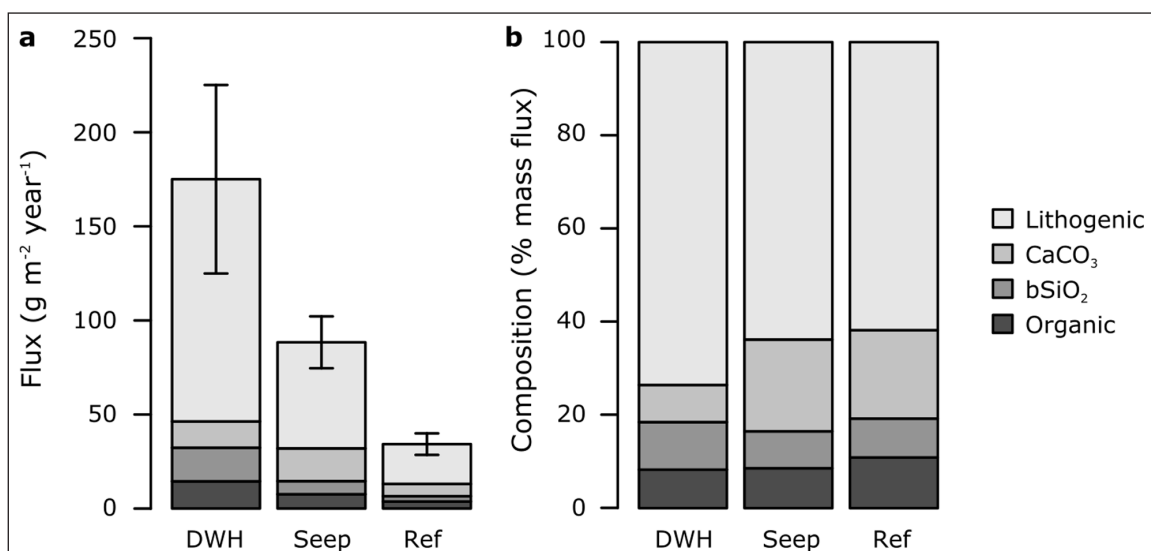 a
250
200
150
100
50
0
Flux (g m⁻² year⁻¹)
DWH Seep Ref
b
100
80
60
40
20
0
Composition (% mass flux)
DWH Seep Ref
Lithogenic
CaCO₃
bSiO₂
Organic